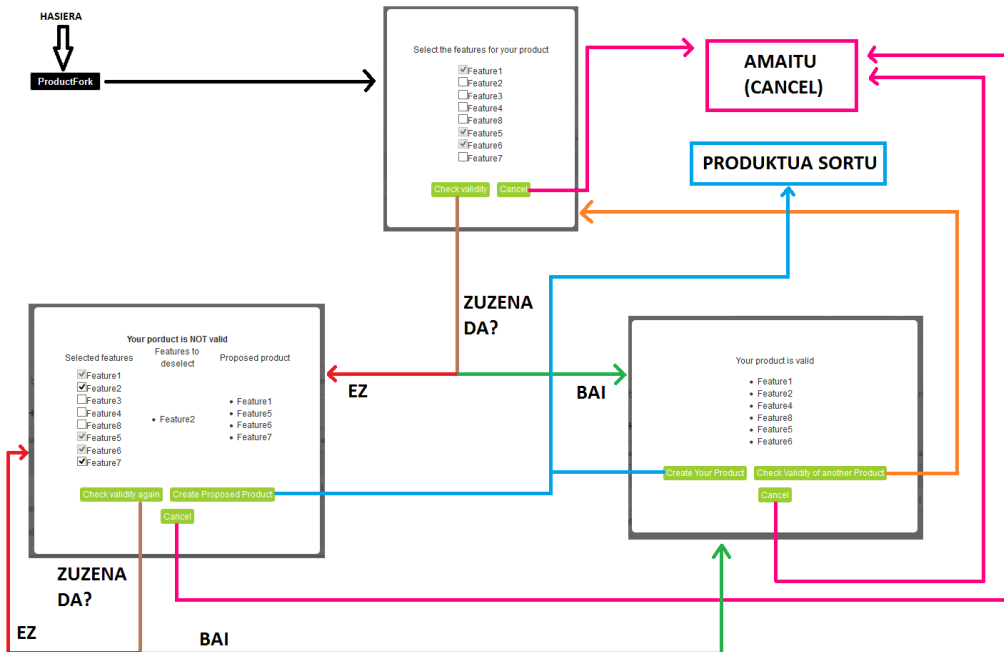 HASIERA
ProductFork
Select the features for your product
Feature1
Feature2
Feature3
Feature4
Feature8
Feature5
Feature6
Feature7
Check validity Cancel
AMAITU
(CANCEL)
PRODUKTUA SORTU
ZUZENA
DA?
EZ
BAI
Your porduct is NOT valid
Selected features
Features to
deselect
Proposed product
Feature1
Feature2
Feature3
Feature4
Feature8
Feature5
Feature6
Feature7
• Feature2
• Feature1
• Feature5
• Feature6
• Feature7
Check validity again Create Proposed Product
Cancel
Your product is valid
• Feature1
• Feature2
• Feature4
• Feature8
• Feature5
• Feature6
Create Your Product Check Validity of another Product
Cancel
ZUZENA
DA?
EZ
BAI